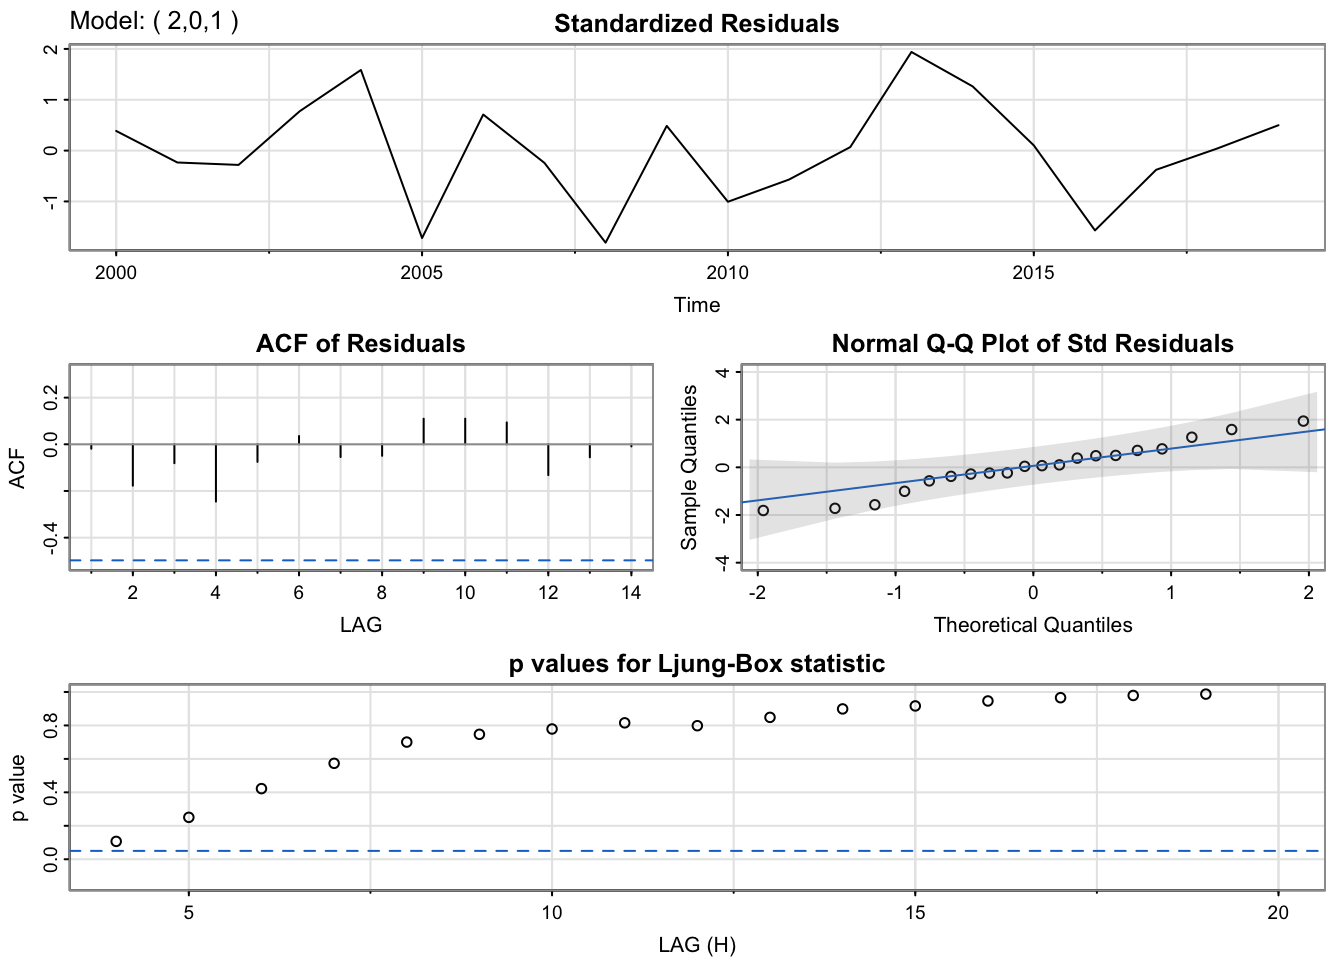 Model: ( 2,0,1 )
Standardized Residuals
2
1
0
-1
2000 2005 2010 2015
Time
ACF of Residuals
ACF
0.2
0.0
-0.4
2 4 6 8 10 12 14
LAG
Normal Q-Q Plot of Std Residuals
Sample Quantiles
4
2
0
-2
-4
-2 -1 0 1 2
Theoretical Quantiles
p values for Ljung-Box statistic
p value
0.8
0.4
0.0
5 10 15 20
LAG (H)